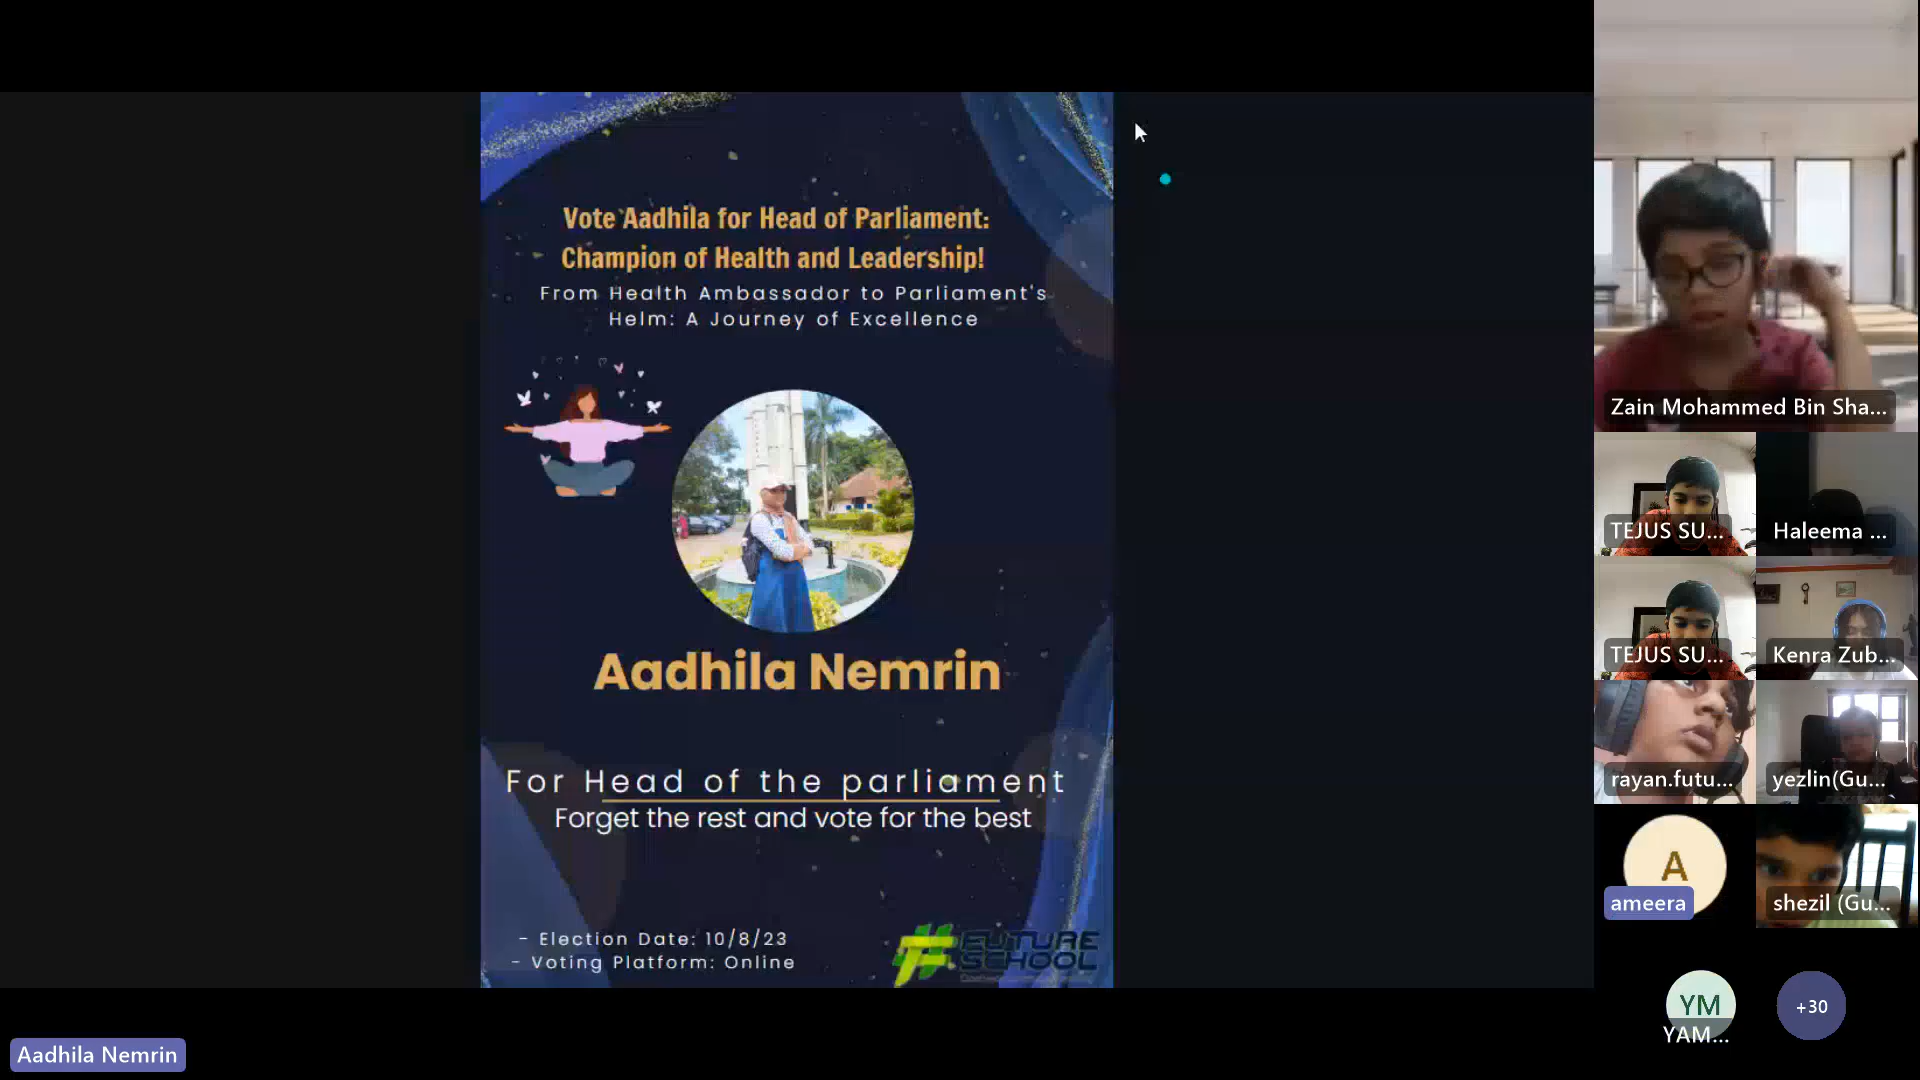 Vote Aadhila for Head of Parliament:
Champion of Health and Leadership!
From Health Ambassador to Parliament's
Helm: A Journey of Excellence
Aadhila Nemrin
For Head of the parliament
Forget the rest and vote for the best
- Election Date: 10/8/23
- Voting Platform: Online
FUTURE
SCHOOL
Aadhila Nemrin
Zain Mohammed Bin Sha...
TEJUS SU...
Haleema ...
TEJUS SU...
Kenra Zub...
rayan.futu...
yezlin(Gu...
A
ameera
shezil (Gu...
YM
YAM...
+30